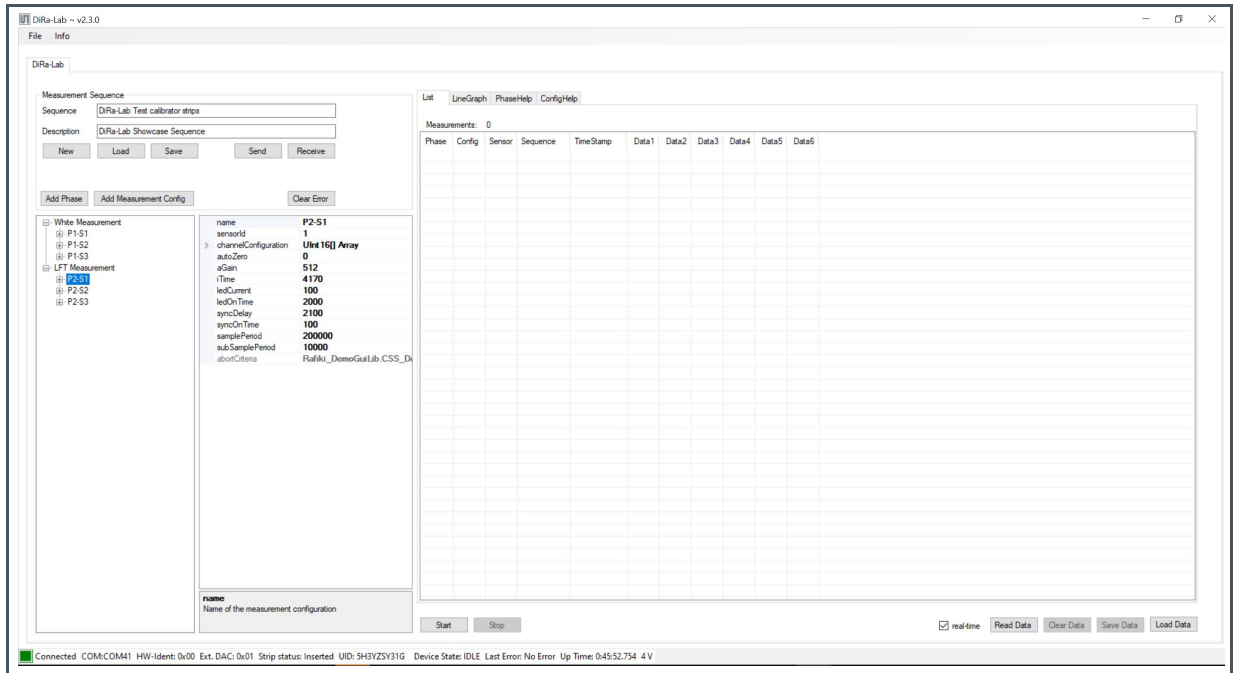 DiRa-Lab ~ v2.3.0
File Info
DiRa-Lab
Measurement Sequence
Sequence DiRa-Lab Test calibrator strips
Description DiRa-Lab Showcase Sequence
New Load Save Send Receive
Add Phase Add Measurement Config Clear Error
White Measurement
P1-S1
P1-S2
P1-S3
LFT Measurement
P2-S1
P2-S2
P2-S3
name P2-S1
sensorId 1
channelConfiguration UInt16[] Array
autoZero 0
aGain 512
iTime 4170
ledCurrent 100
ledOnTime 2000
syncDelay 2100
syncOnTime 100
samplePeriod 200000
subSamplePeriod 10000
abortCriteria Rafiki_DemoGuiLib.CSS_De
name
Name of the measurement configuration
List LineGraph PhaseHelp ConfigHelp
Measurements: 0
Phase Config Sensor Sequence TimeStamp Data1 Data2 Data3 Data4 Data5 Data6
Start Stop real-time Read Data Clear Data Save Data Load Data
Connected COM:COM41 HW-Ident: 0x00 Ext. DAC: 0x01 Strip status: Inserted UID: 5H3YZSY31G Device State: IDLE Last Error: No Error Up Time: 0:45:52.754 4 V